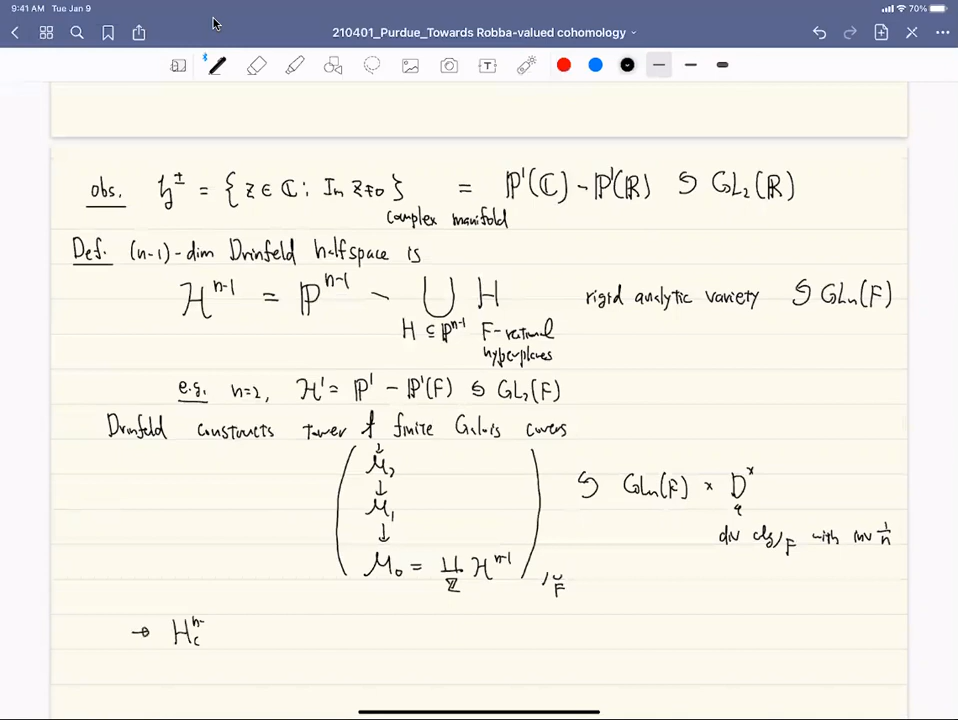 9:41 AM Tue Jan 9
70%
210401_Purdue_Towards Robba-valued cohomology
obs. 𝔥^± = {z ∈ ℂ : Im z ≠ 0} = ℙ¹(ℂ) - ℙ¹(ℝ) ↺ GL₂(ℝ)
complex manifold
Def. (n-1)-dim Drinfeld halfspace is
ℋ^{n-1} = ℙ^{n-1} - ⋃ H rigid analytic variety ↺ GLn(F)
H ⊆ ℙ^{n-1} F-rational
hyperplanes
e.g. n=2, ℋ¹ = ℙ¹ - ℙ¹(F) ↺ GL₂(F)
Drinfeld constructs tower of finite Galois covers
↓
ℳ₂
↓
ℳ₁ ↺ GLn(F) × D^×
↓
div alg/F with inv 1/n
ℳ₀ = ⨆_ℤ ℋ^{n-1} /F̆
→ H_c^{n-